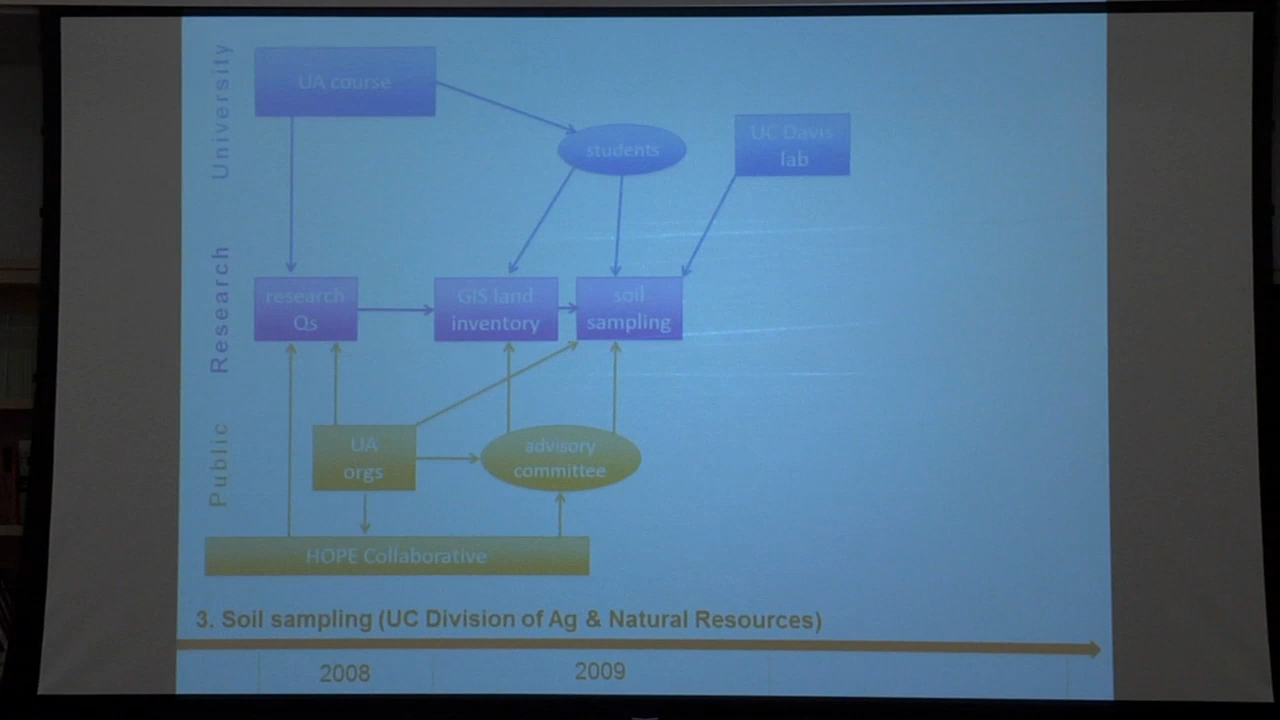 University
UA course
students
UC Davis
lab
Research
research
Qs
GIS land
inventory
soil
sampling
Public
UA
orgs
advisory
committee
HOPE Collaborative
3. Soil sampling (UC Division of Ag & Natural Resources)
2008
2009